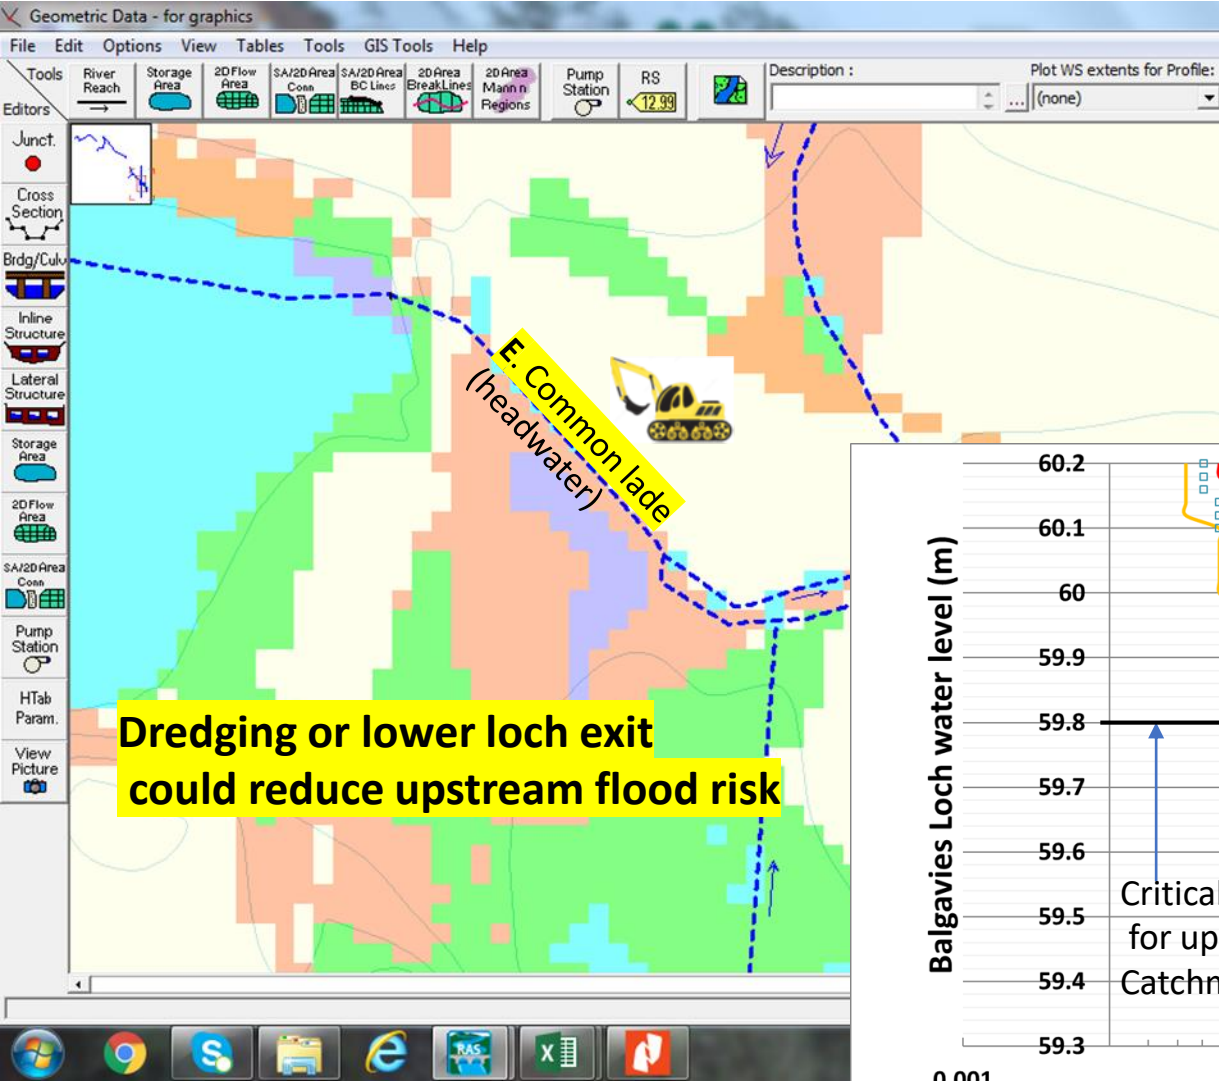 Geometric Data - for graphics
File Edit Options View Tables Tools GIS Tools Help
Tools
Editors
River
Reach
Storage
Area
2D Flow
Area
SA/2D Area
Conn
SA/2D Area
BC Lines
2D Area
BreakLines
2D Area
Mann n
Regions
Pump
Station
RS
12.99
Description :
...
Plot WS extents for Profile:
(none)
Junct.
Cross
Section
Brdg/Culv
Inline
Structure
Lateral
Structure
Storage
Area
2D Flow
Area
SA/2D Area
Conn
Pump
Station
HTab
Param.
View
Picture
E. Common lade
(headwater)
Dredging or lower loch exit
could reduce upstream flood risk
Balgavies Loch water level (m)
60.2
60.1
60
59.9
59.8
59.7
59.6
59.5
59.4
59.3
0.001
Critical
for up
Catchm
S
e
RAS
X